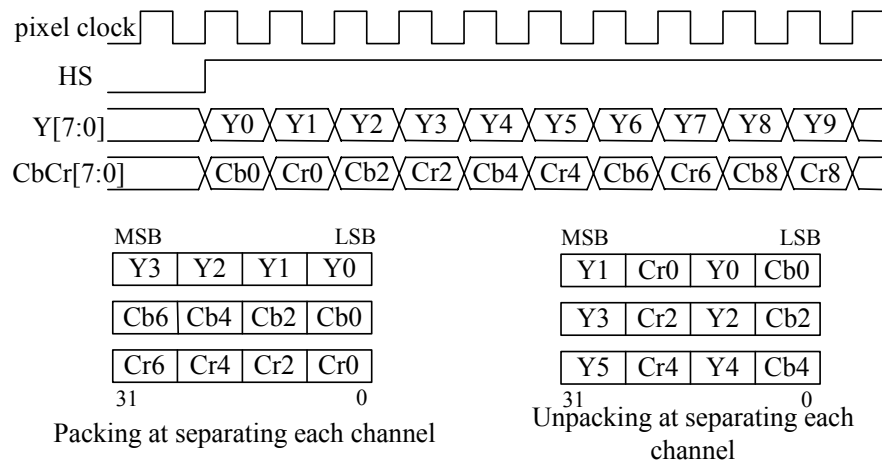 pixel clock
HS
Y[7:0] Y0 Y1 Y2 Y3 Y4 Y5 Y6 Y7 Y8 Y9
CbCr[7:0] Cb0 Cr0 Cb2 Cr2 Cb4 Cr4 Cb6 Cr6 Cb8 Cr8
MSB LSB
Y3 Y2 Y1 Y0
Cb6 Cb4 Cb2 Cb0
Cr6 Cr4 Cr2 Cr0
31 0
Packing at separating each channel
MSB LSB
Y1 Cr0 Y0 Cb0
Y3 Cr2 Y2 Cb2
Y5 Cr4 Y4 Cb4
31 0
Unpacking at separating each
channel